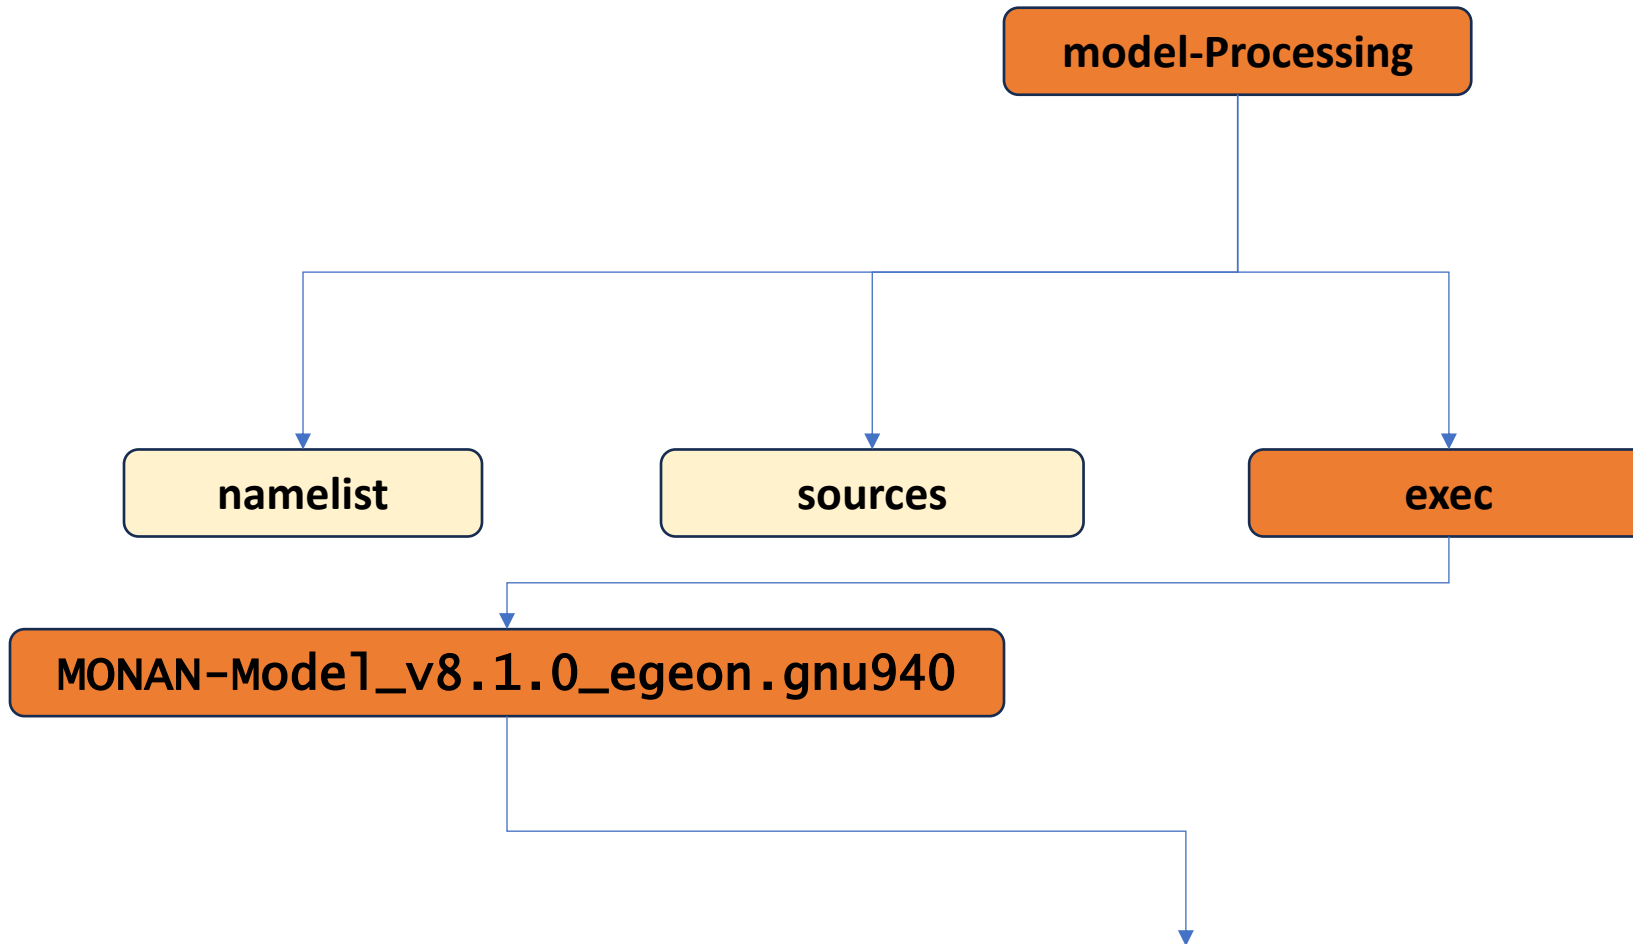 model-Processing
namelist
sources
exec
MONAN-Model_v8.1.0_egeon.gnu940